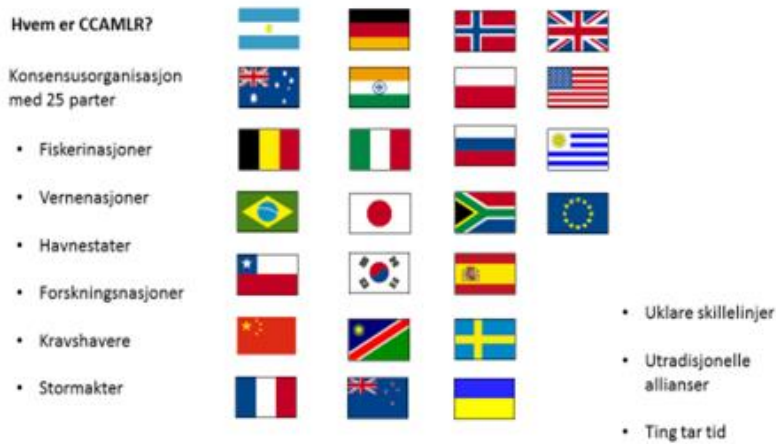 Hvem er CCAMLR?
Konsensusorganisasjon
med 25 parter
• Fiskerinasjoner
• Vernenasjoner
• Havnestater
• Forskningsnasjoner
• Kravshavere
• Stormakter
• Uklare skillelinjer
• Utradisjonelle
allianser
• Ting tar tid